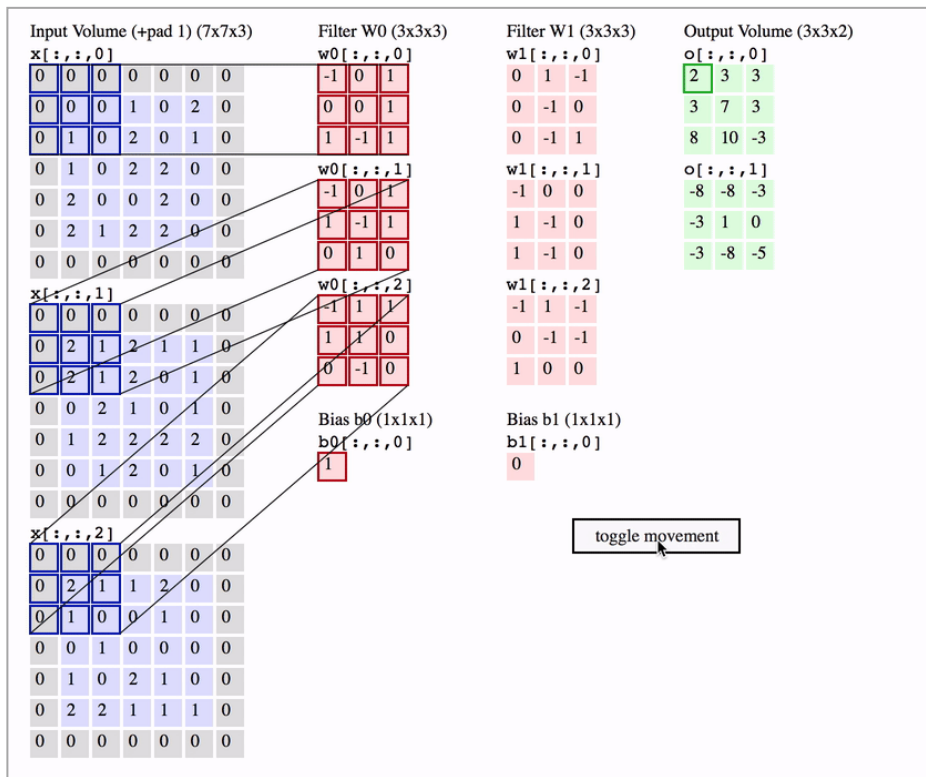 Input Volume (+pad 1) (7x7x3)
x[:,:,0]
0 0 0 0 0 0 0
0 0 0 1 0 2 0
0 1 0 2 0 1 0
0 1 0 2 2 0 0
0 2 0 0 2 0 0
0 2 1 2 2 0 0
0 0 0 0 0 0 0
x[:,:,1]
0 0 0 0 0 0 0
0 2 1 2 1 1 0
0 2 1 2 0 1 0
0 0 2 1 0 1 0
0 1 2 2 2 2 0
0 0 1 2 0 1 0
0 0 0 0 0 0 0
x[:,:,2]
0 0 0 0 0 0 0
0 2 1 1 2 0 0
0 1 0 0 1 0 0
0 0 1 0 0 0 0
0 1 0 2 1 0 0
0 2 2 1 1 1 0
0 0 0 0 0 0 0
Filter W0 (3x3x3)
w0[:,:,0]
-1 0 1
0 0 1
1 -1 1
w0[:,:,1]
-1 0 1
1 -1 1
0 1 0
w0[:,:,2]
-1 1 1
1 1 0
0 -1 0
Bias b0 (1x1x1)
b0[:,:,0]
1
Filter W1 (3x3x3)
w1[:,:,0]
0 1 -1
0 -1 0
0 -1 1
w1[:,:,1]
-1 0 0
1 -1 0
1 -1 0
w1[:,:,2]
-1 1 -1
0 -1 -1
1 0 0
Bias b1 (1x1x1)
b1[:,:,0]
0
Output Volume (3x3x2)
o[:,:,0]
2 3 3
3 7 3
8 10 -3
o[:,:,1]
-8 -8 -3
-3 1 0
-3 -8 -5
toggle movement